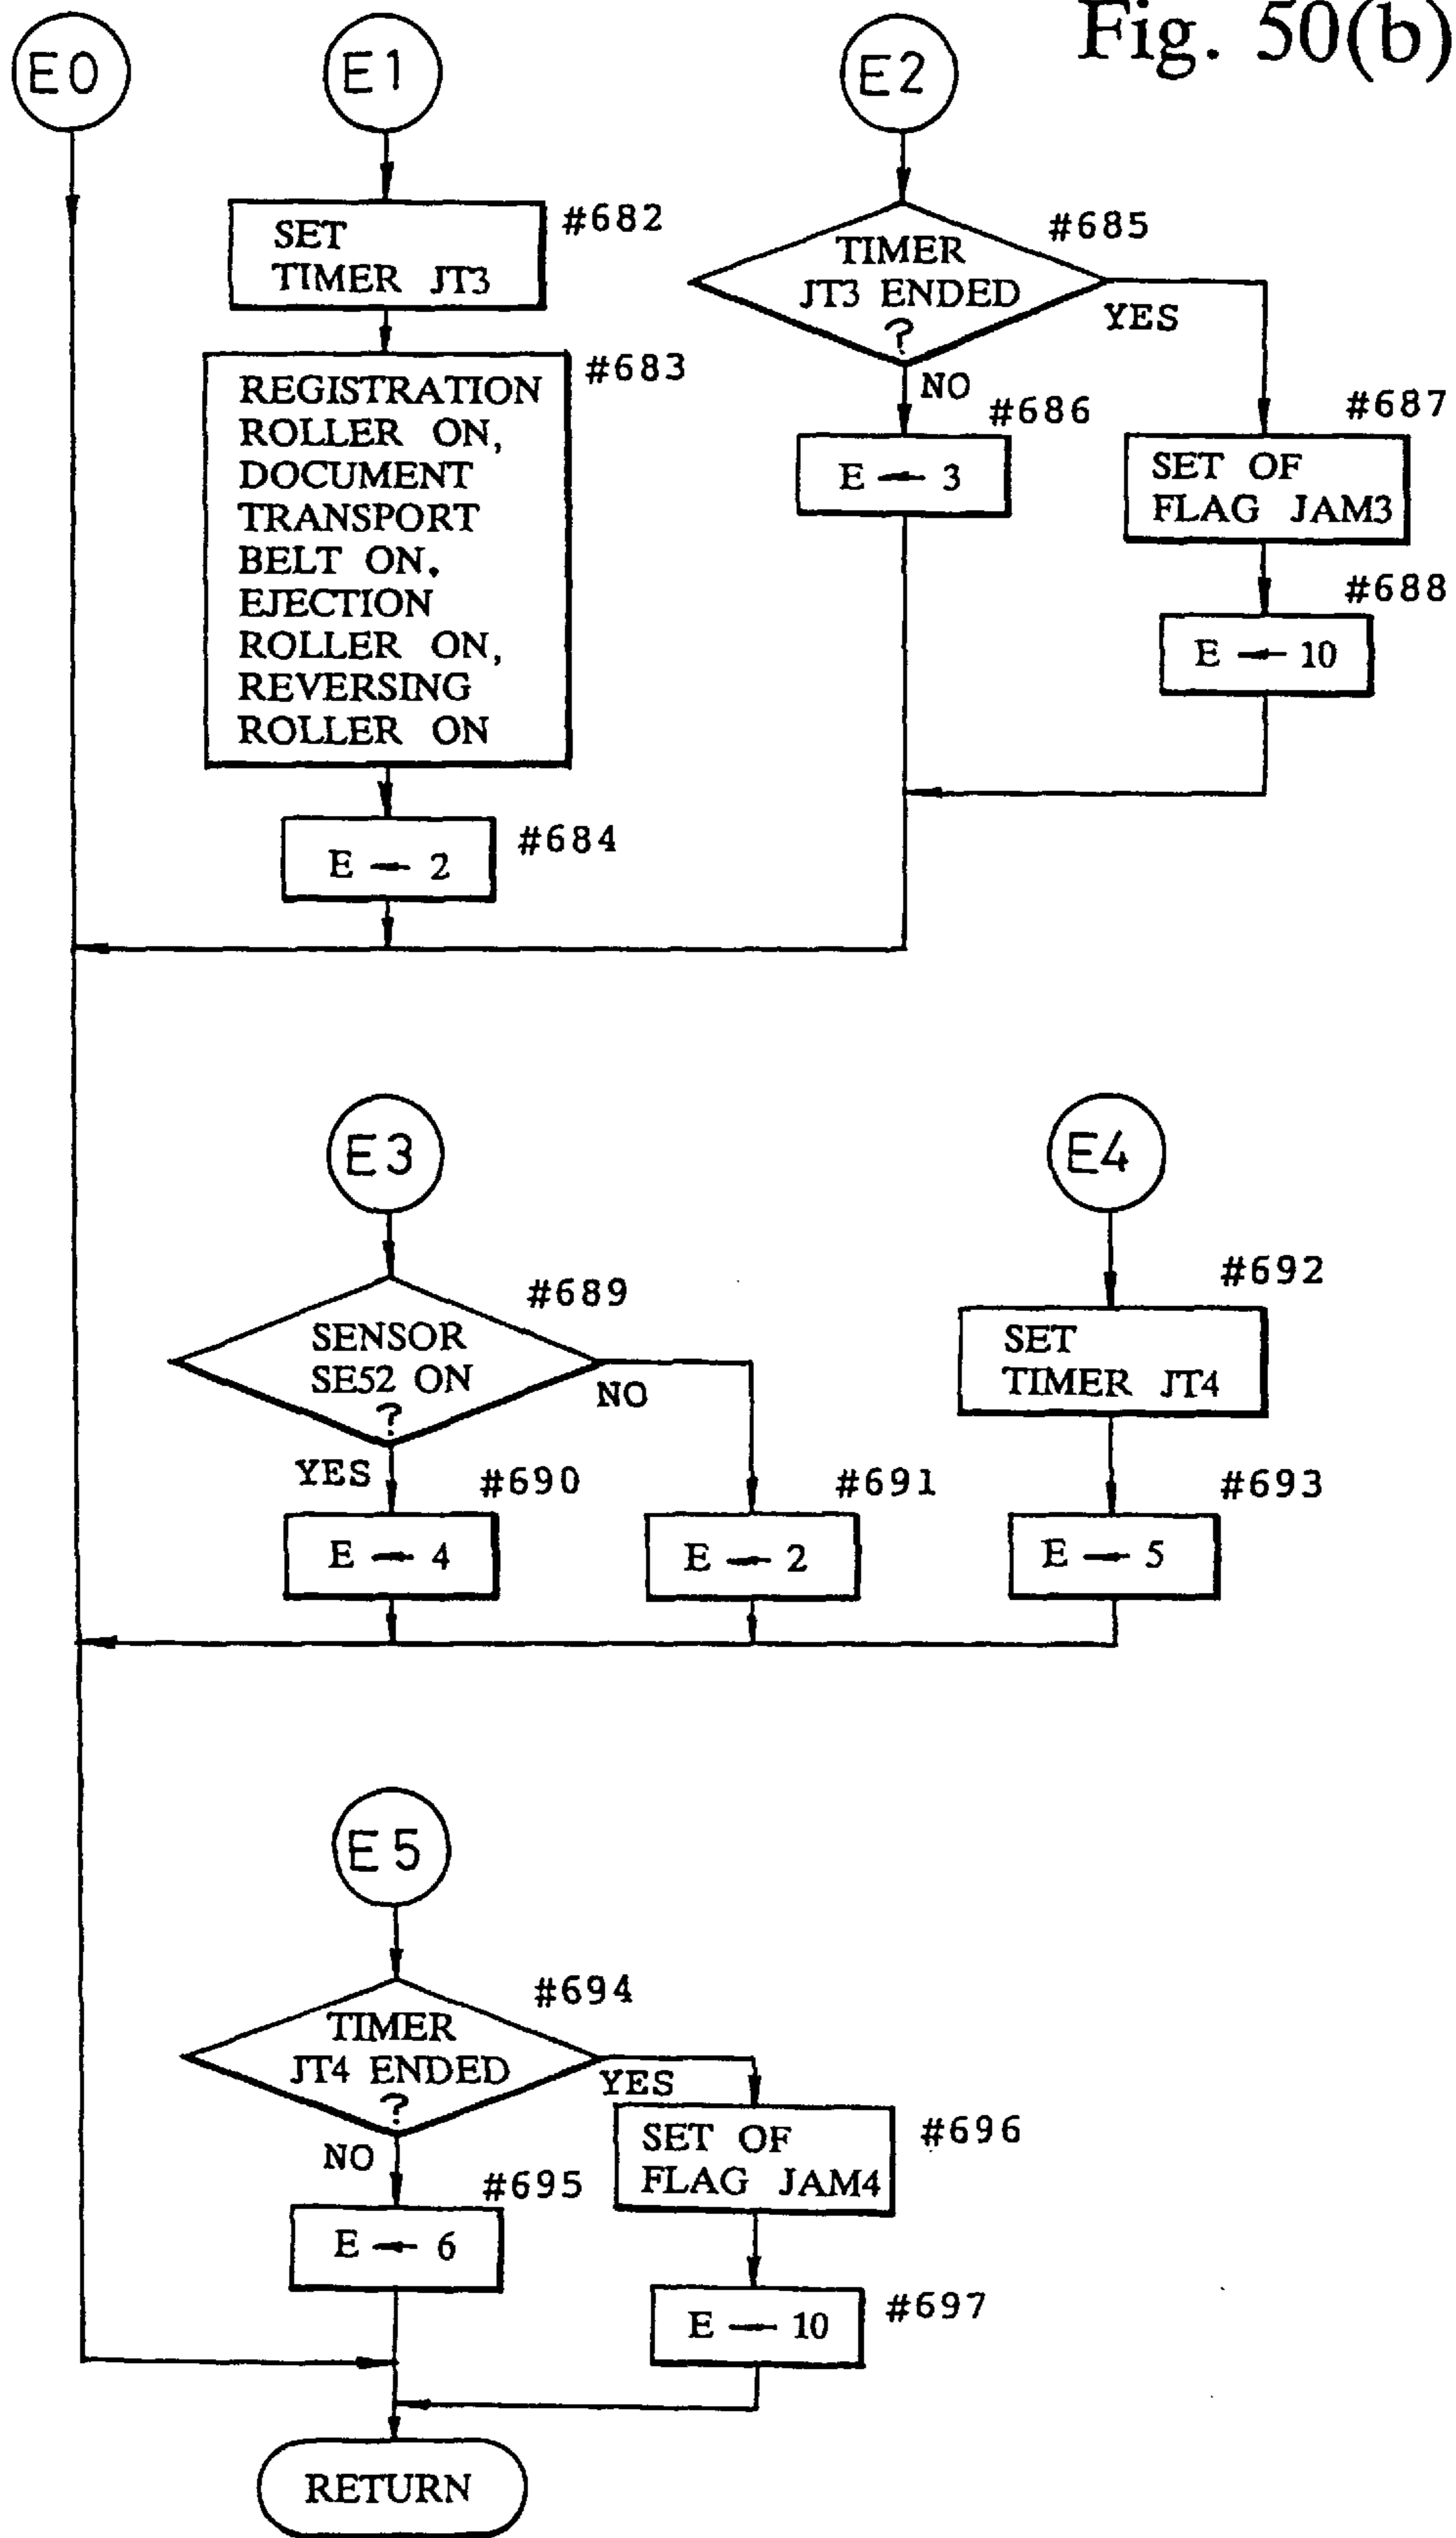 Fig. 50(b)
E0
E1
E2
SET
TIMER JT3
#682
REGISTRATION
ROLLER ON,
DOCUMENT
TRANSPORT
BELT ON.
EJECTION
ROLLER ON,
REVERSING
ROLLER ON
#683
E ← 2
#684
TIMER
JT3 ENDED
?
#685
YES
NO
#686
E ← 3
#687
SET OF
FLAG JAM3
#688
E ← 10
E3
E4
#689
SENSOR
SE52 ON
?
NO
YES
#690
E ← 4
#691
E ← 2
#692
SET
TIMER JT4
#693
E ← 5
E5
#694
TIMER
JT4 ENDED
?
YES
NO
#695
E ← 6
SET OF
FLAG JAM4
#696
E ← 10
#697
RETURN